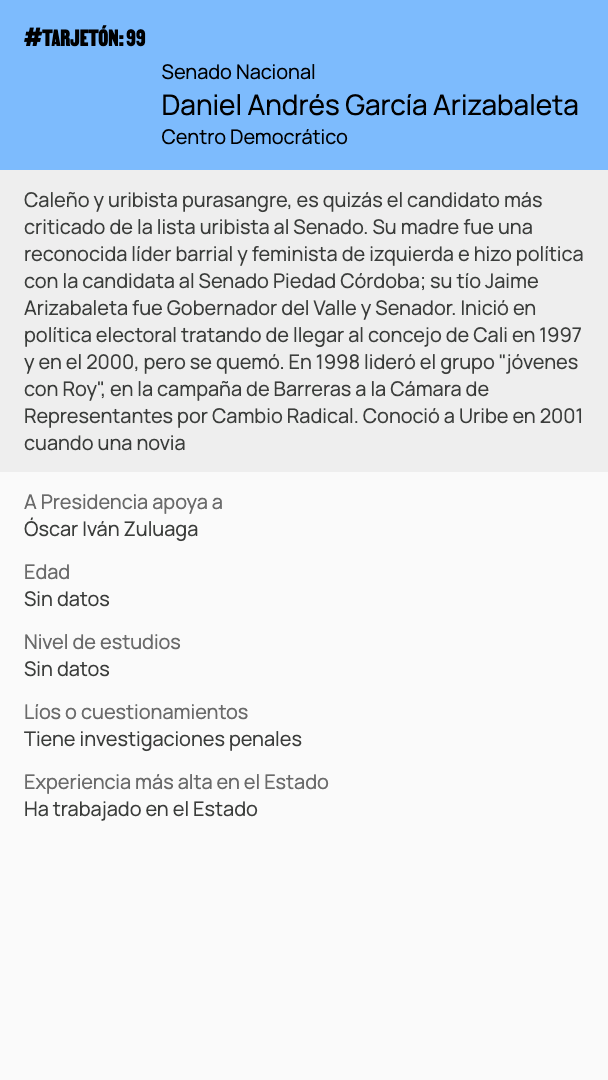 #TARJETÓN: 99
Senado Nacional
Daniel Andrés García Arizabaleta
Centro Democrático
Caleño y uribista purasangre, es quizás el candidato más
criticado de la lista uribista al Senado. Su madre fue una
reconocida líder barrial y feminista de izquierda e hizo política
con la candidata al Senado Piedad Córdoba; su tío Jaime
Arizabaleta fue Gobernador del Valle y Senador. Inició en
política electoral tratando de llegar al concejo de Cali en 1997
y en el 2000, pero se quemó. En 1998 lideró el grupo "jóvenes
con Roy", en la campaña de Barreras a la Cámara de
Representantes por Cambio Radical. Conoció a Uribe en 2001
cuando una novia
A Presidencia apoya a
Óscar Iván Zuluaga
Edad
Sin datos
Nivel de estudios
Sin datos
Líos o cuestionamientos
Tiene investigaciones penales
Experiencia más alta en el Estado
Ha trabajado en el Estado